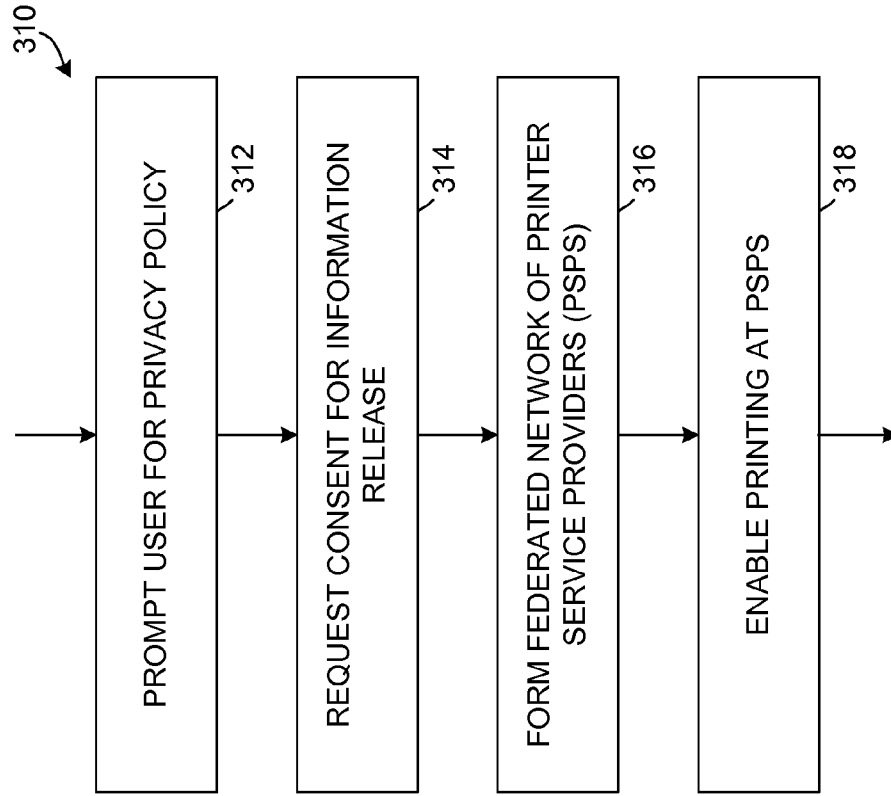 310
PROMPT USER FOR PRIVACY POLICY
312
REQUEST CONSENT FOR INFORMATION
RELEASE
314
FORM FEDERATED NETWORK OF PRINTER
SERVICE PROVIDERS (PSPS)
316
ENABLE PRINTING AT PSPS
318